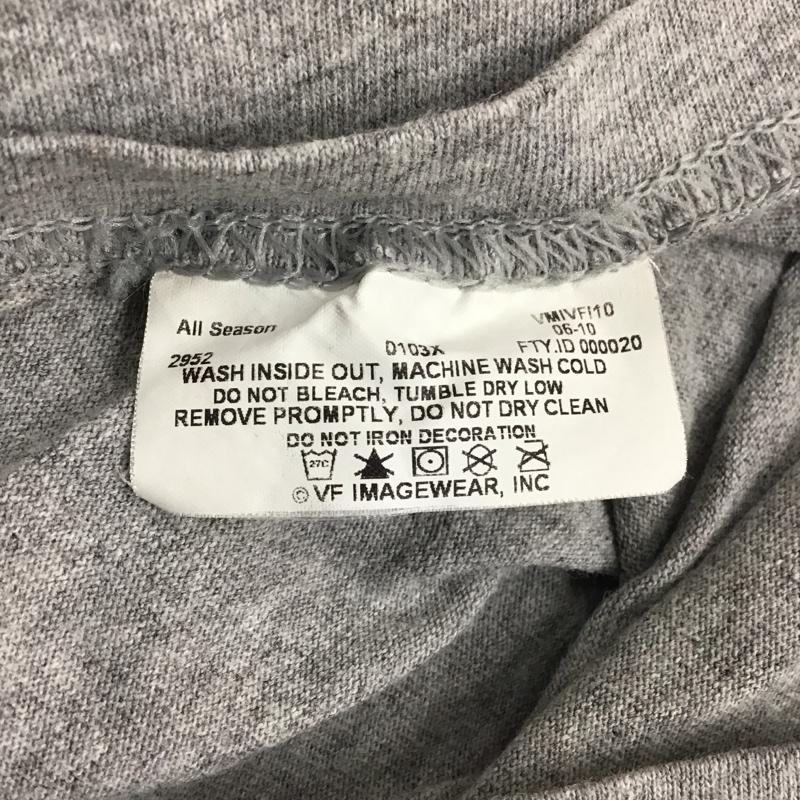 All Season
VMIVFI10
06-10
2952 D103X FTY.ID 000020
WASH INSIDE OUT, MACHINE WASH COLD
DO NOT BLEACH, TUMBLE DRY LOW
REMOVE PROMPTLY, DO NOT DRY CLEAN
DO NOT IRON DECORATION
27C
© VF IMAGEWEAR, INC